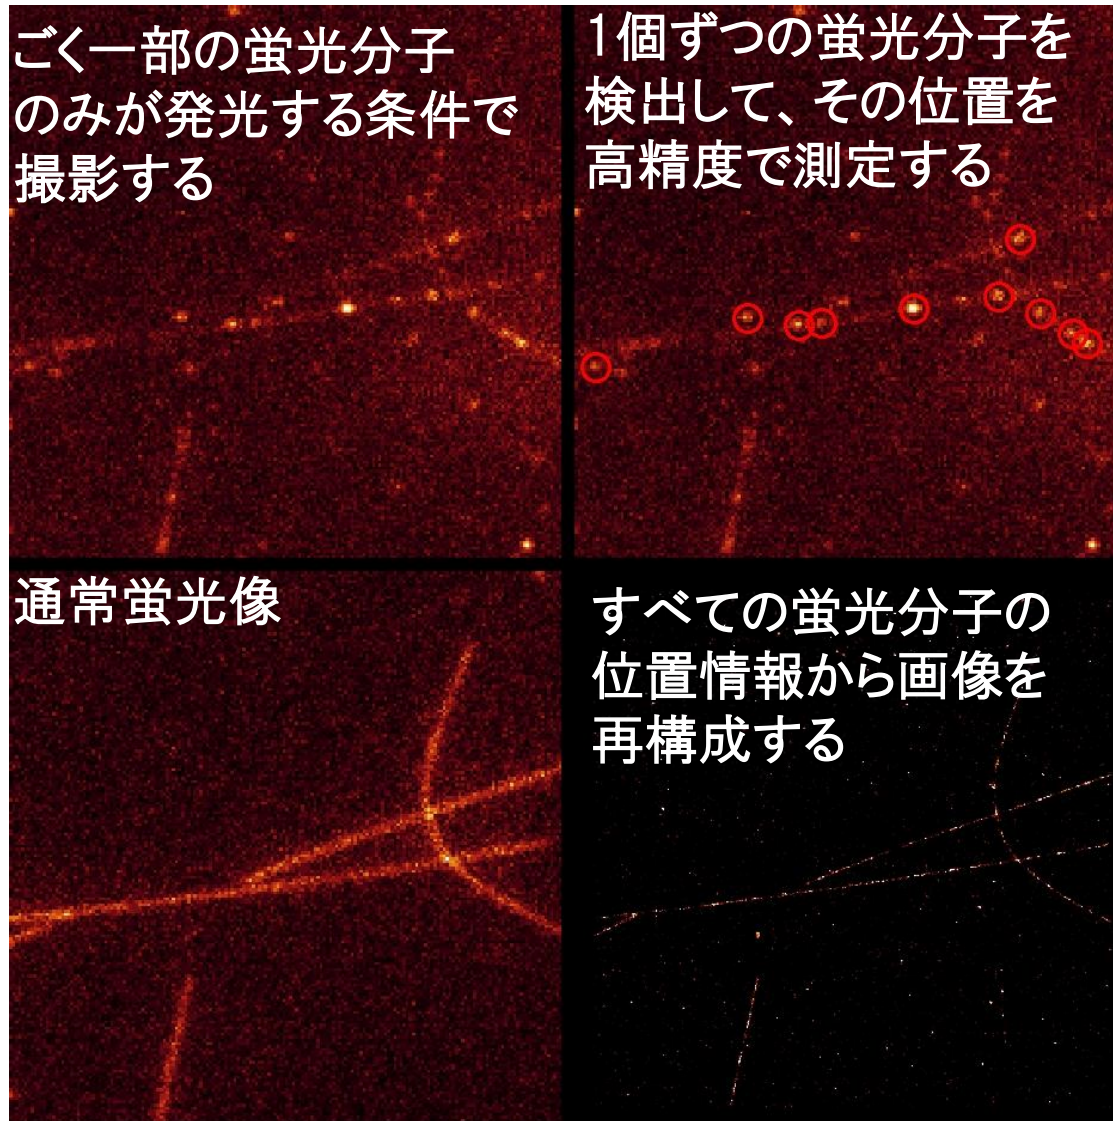 ごく一部の蛍光分子
のみが発光する条件で
撮影する
1個ずつの蛍光分子を
検出して、その位置を
高精度で測定する
通常蛍光像
すべての蛍光分子の
位置情報から画像を
再構成する